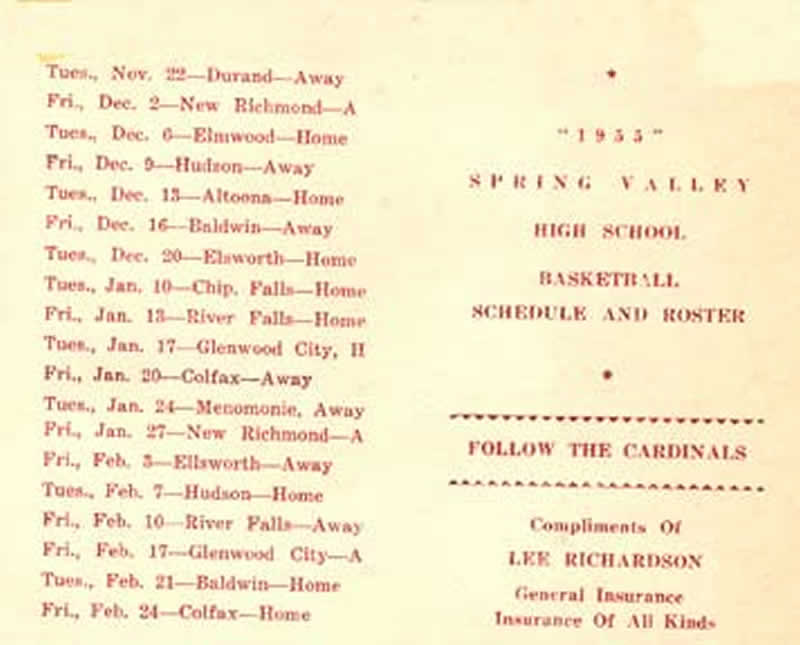 Tues., Nov. 22—Durand—Away
Fri., Dec. 2—New Richmond—A
Tues., Dec. 6—Elmwood—Home
Fri., Dec. 9—Hudson—Away
Tues., Dec. 13—Altoona—Home
Fri., Dec. 16—Baldwin—Away
Tues., Dec. 20—Elsworth—Home
Tues., Jan. 10—Chip. Falls—Home
Fri., Jan. 13—River Falls—Home
Tues., Jan. 17—Glenwood City, H
Fri., Jan. 20—Colfax—Away
Tues., Jan. 24—Menomonie, Away
Fri., Jan. 27—New Richmond—A
Fri., Feb. 3—Ellsworth—Away
Tues., Feb. 7—Hudson—Home
Fri., Feb. 10—River Falls—Away
Fri., Feb. 17—Glenwood City—A
Tues., Feb. 21—Baldwin—Home
Fri., Feb. 24—Colfax—Home
"1955"
SPRING VALLEY
HIGH SCHOOL
BASKETBALL
SCHEDULE AND ROSTER
FOLLOW THE CARDINALS
Compliments Of
LEE RICHARDSON
General Insurance
Insurance Of All Kinds